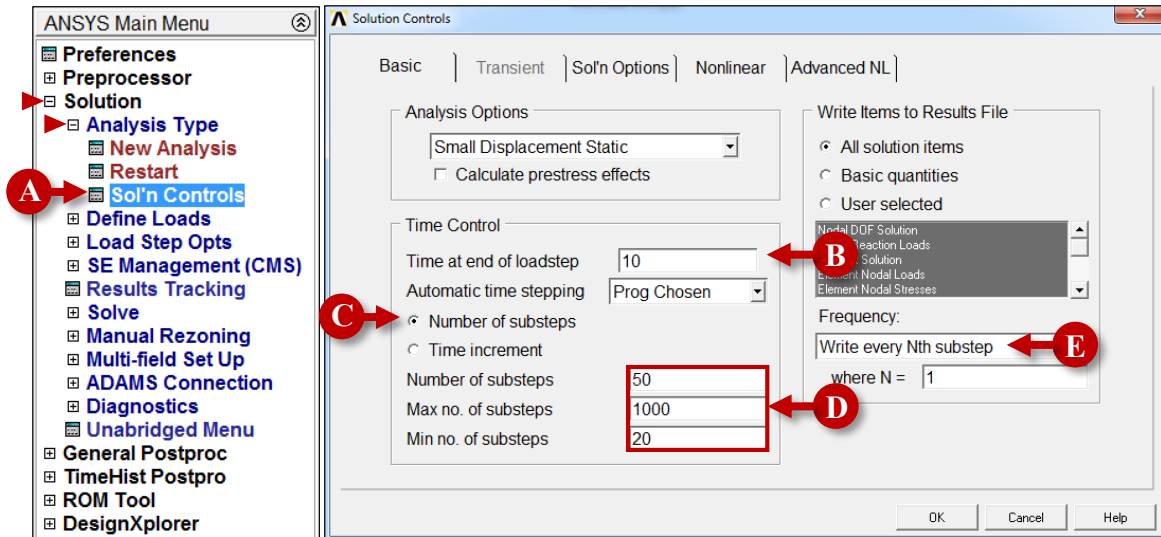 ANSYS Main Menu
Preferences
Preprocessor
Solution
Analysis Type
New Analysis
Restart
Sol'n Controls
Define Loads
Load Step Opts
SE Management (CMS)
Results Tracking
Solve
Manual Rezoning
Multi-field Set Up
ADAMS Connection
Diagnostics
Unabridged Menu
General Postproc
TimeHist Postpro
ROM Tool
DesignXplorer
A
Solution Controls
Basic Transient Sol'n Options Nonlinear Advanced NL
Analysis Options
Small Displacement Static
Calculate prestress effects
Time Control
Time at end of loadstep 10
B
Automatic time stepping Prog Chosen
C
Number of substeps
Time increment
Number of substeps 50
Max no. of substeps 1000
D
Min no. of substeps 20
Write Items to Results File
All solution items
Basic quantities
User selected
Nodal DOF Solution
Reaction Loads
Solution
Element Nodal Loads
Element Nodal Stresses
Frequency:
Write every Nth substep
E
where N = 1
OK Cancel Help